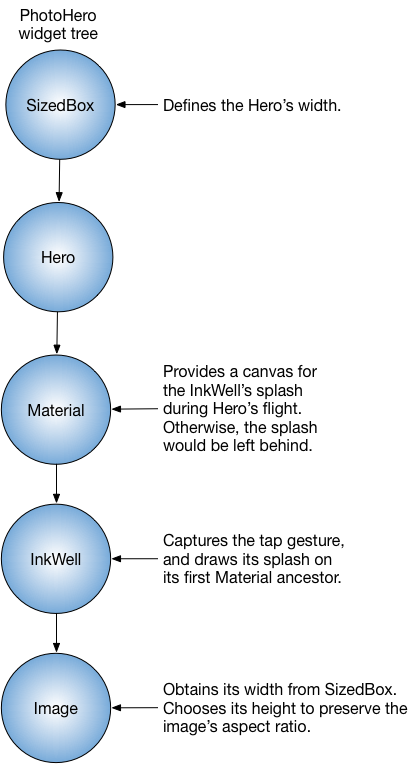 PhotoHero
widget tree
SizedBox
Defines the Hero's width.
Hero
Material
Provides a canvas for
the InkWell's splash
during Hero's flight.
Otherwise, the splash
would be left behind.
InkWell
Captures the tap gesture,
and draws its splash on
its first Material ancestor.
Image
Obtains its width from SizedBox.
Chooses its height to preserve the
image's aspect ratio.